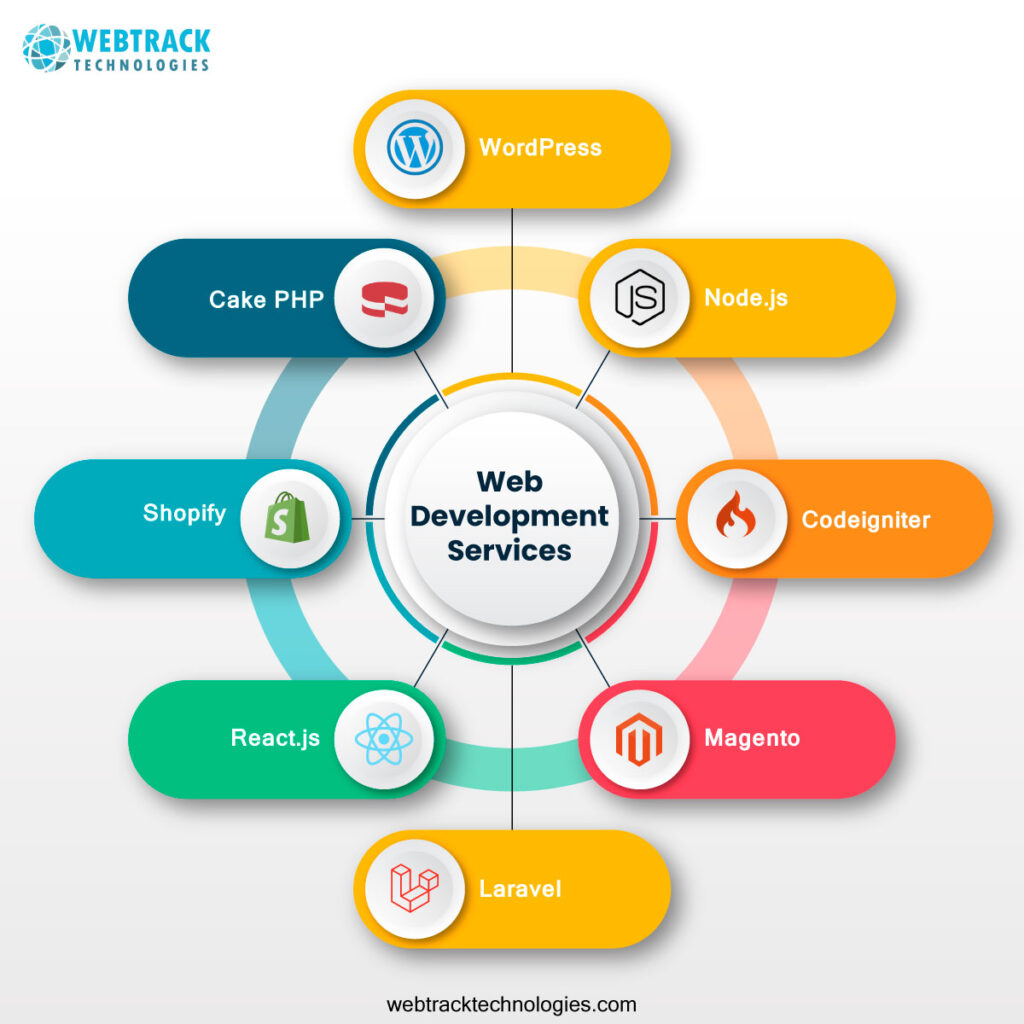 WEBTRACK
TECHNOLOGIES
WordPress
Cake PHP
Node.js
Shopify
Web
Development
Services
Codeigniter
React.js
Magento
Laravel
webtracktechnologies.com